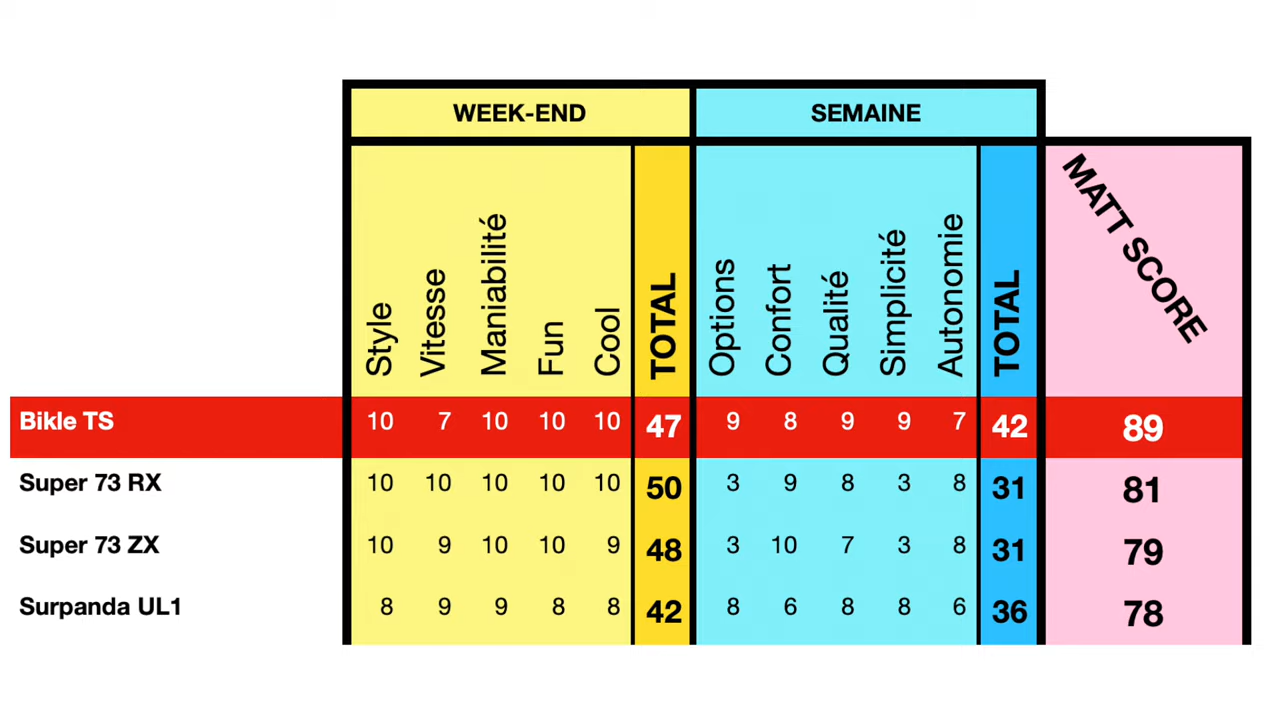 WEEK-END SEMAINE
Style Vitesse Maniabilité Fun Cool TOTAL Options Confort Qualité Simplicité Autonomie TOTAL MATT SCORE
Bikle TS 10 7 10 10 10 47 9 8 9 9 7 42 89
Super 73 RX 10 10 10 10 10 50 3 9 8 3 8 31 81
Super 73 ZX 10 9 10 10 9 48 3 10 7 3 8 31 79
Surpanda UL1 8 9 9 8 8 42 8 6 8 8 6 36 78